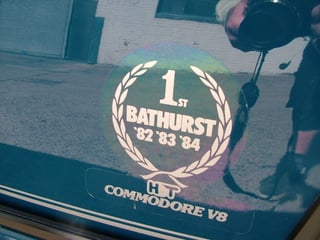 1ST
BATHURST
'82 '83 '84
HDT
COMMODORE V8